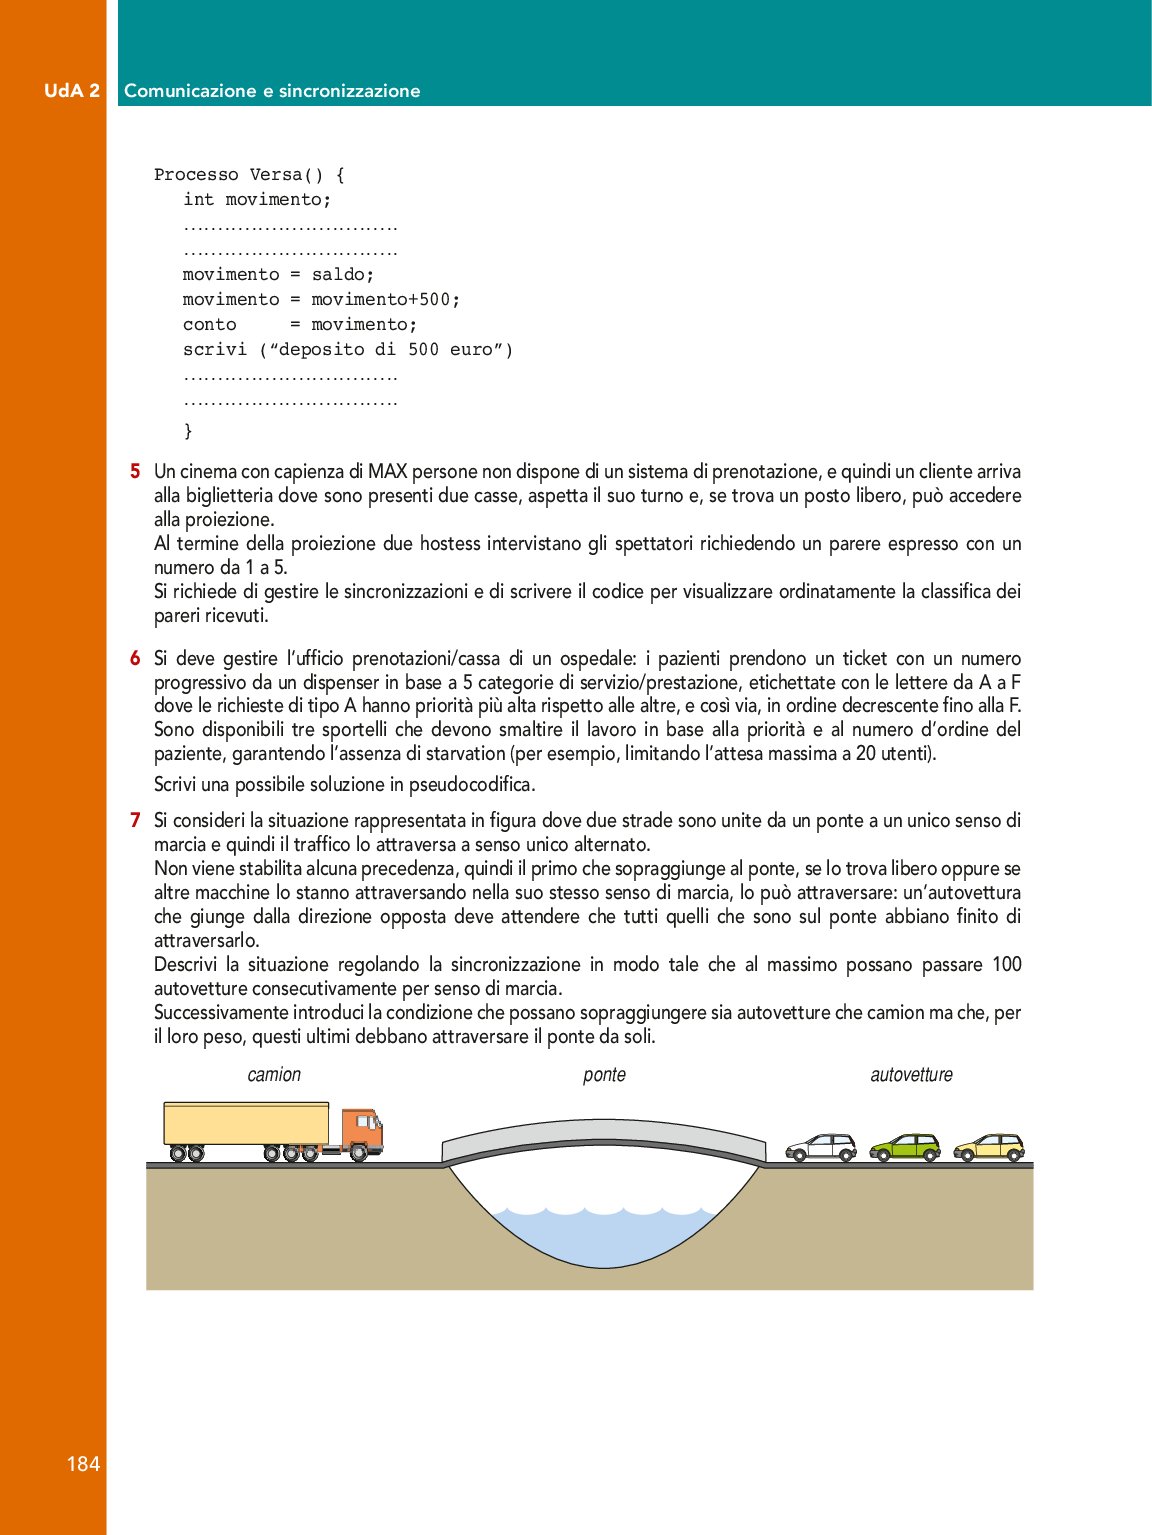 UdA 2 Comunicazione e sincronizzazione
Processo Versa() {
int movimento;
................................
................................
movimento = saldo;
movimento = movimento+500;
conto     = movimento;
scrivi (“deposito di 500 euro”)
................................
................................
}
5 Un cinema con capienza di MAX persone non dispone di un sistema di prenotazione, e quindi un cliente arriva
alla biglietteria dove sono presenti due casse, aspetta il suo turno e, se trova un posto libero, può accedere
alla proiezione.
Al termine della proiezione due hostess intervistano gli spettatori richiedendo un parere espresso con un
numero da 1 a 5.
Si richiede di gestire le sincronizzazioni e di scrivere il codice per visualizzare ordinatamente la classifica dei
pareri ricevuti.
6 Si deve gestire l’ufficio prenotazioni/cassa di un ospedale: i pazienti prendono un ticket con un numero
progressivo da un dispenser in base a 5 categorie di servizio/prestazione, etichettate con le lettere da A a F
dove le richieste di tipo A hanno priorità più alta rispetto alle altre, e così via, in ordine decrescente fino alla F.
Sono disponibili tre sportelli che devono smaltire il lavoro in base alla priorità e al numero d’ordine del
paziente, garantendo l’assenza di starvation (per esempio, limitando l’attesa massima a 20 utenti).
Scrivi una possibile soluzione in pseudocodifica.
7 Si consideri la situazione rappresentata in figura dove due strade sono unite da un ponte a un unico senso di
marcia e quindi il traffico lo attraversa a senso unico alternato.
Non viene stabilita alcuna precedenza, quindi il primo che sopraggiunge al ponte, se lo trova libero oppure se
altre macchine lo stanno attraversando nella suo stesso senso di marcia, lo può attraversare: un’autovettura
che giunge dalla direzione opposta deve attendere che tutti quelli che sono sul ponte abbiano finito di
attraversarlo.
Descrivi la situazione regolando la sincronizzazione in modo tale che al massimo possano passare 100
autovetture consecutivamente per senso di marcia.
Successivamente introduci la condizione che possano sopraggiungere sia autovetture che camion ma che, per
il loro peso, questi ultimi debbano attraversare il ponte da soli.
camion ponte autovetture
184